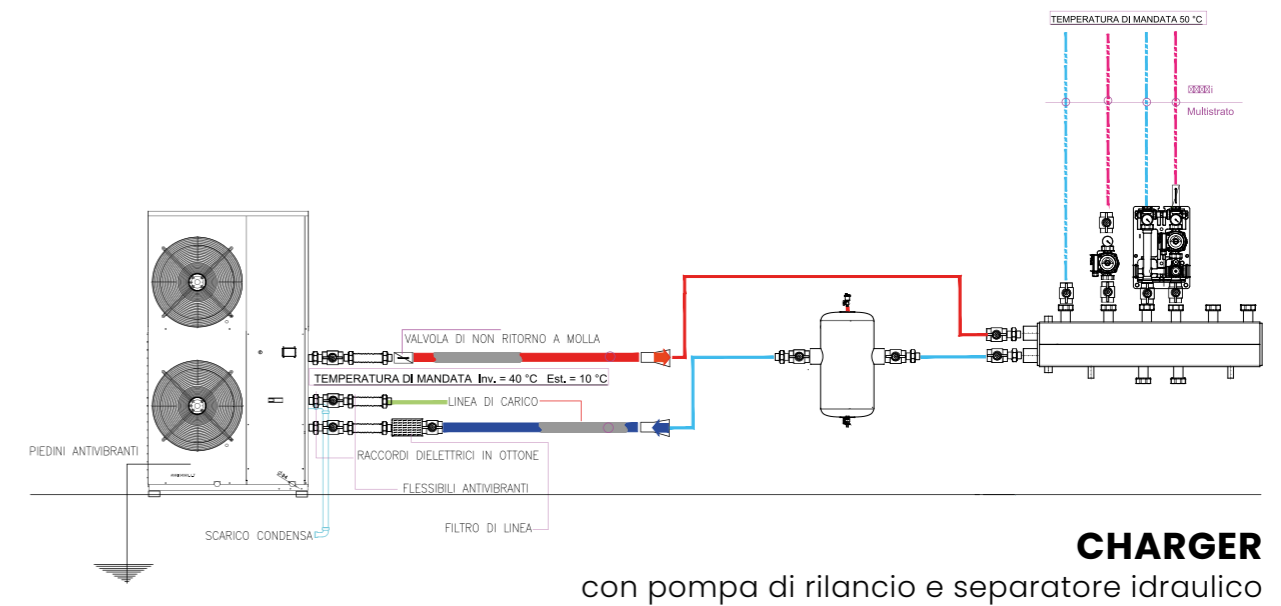 TEMPERATURA DI MANDATA 50 °C
Multistrato
VALVOLA DI NON RITORNO A MOLLA
TEMPERATURA DI MANDATA Inv. = 40 °C Est. = 10 °C
LINEA DI CARICO
PIEDINI ANTIVIBRANTI
RACCORDI DIELETTRICI IN OTTONE
FLESSIBILI ANTIVIBRANTI
FILTRO DI LINEA
SCARICO CONDENSA
CHARGER
con pompa di rilancio e separatore idraulico